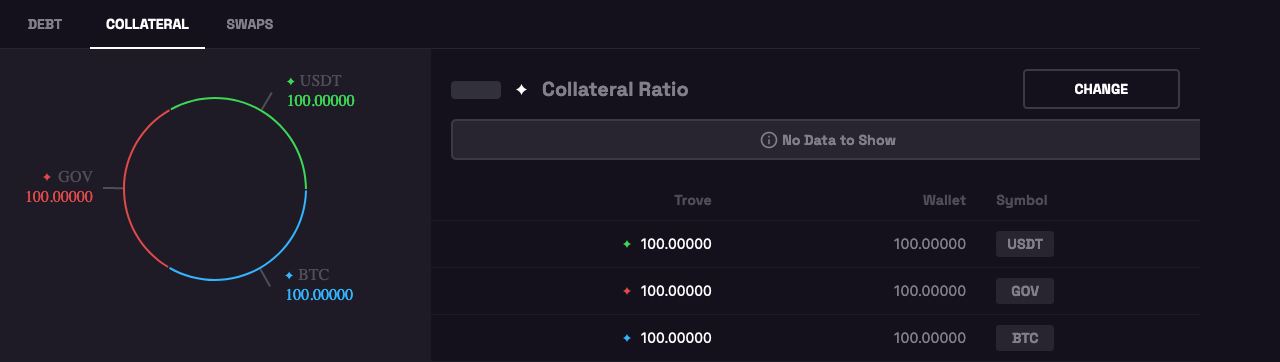 DEBT COLLATERAL SWAPS
USDT
100.00000
GOV
100.00000
BTC
100.00000
Collateral Ratio
CHANGE
No Data to Show
Trove Wallet Symbol
100.00000 100.00000 USDT
100.00000 100.00000 GOV
100.00000 100.00000 BTC